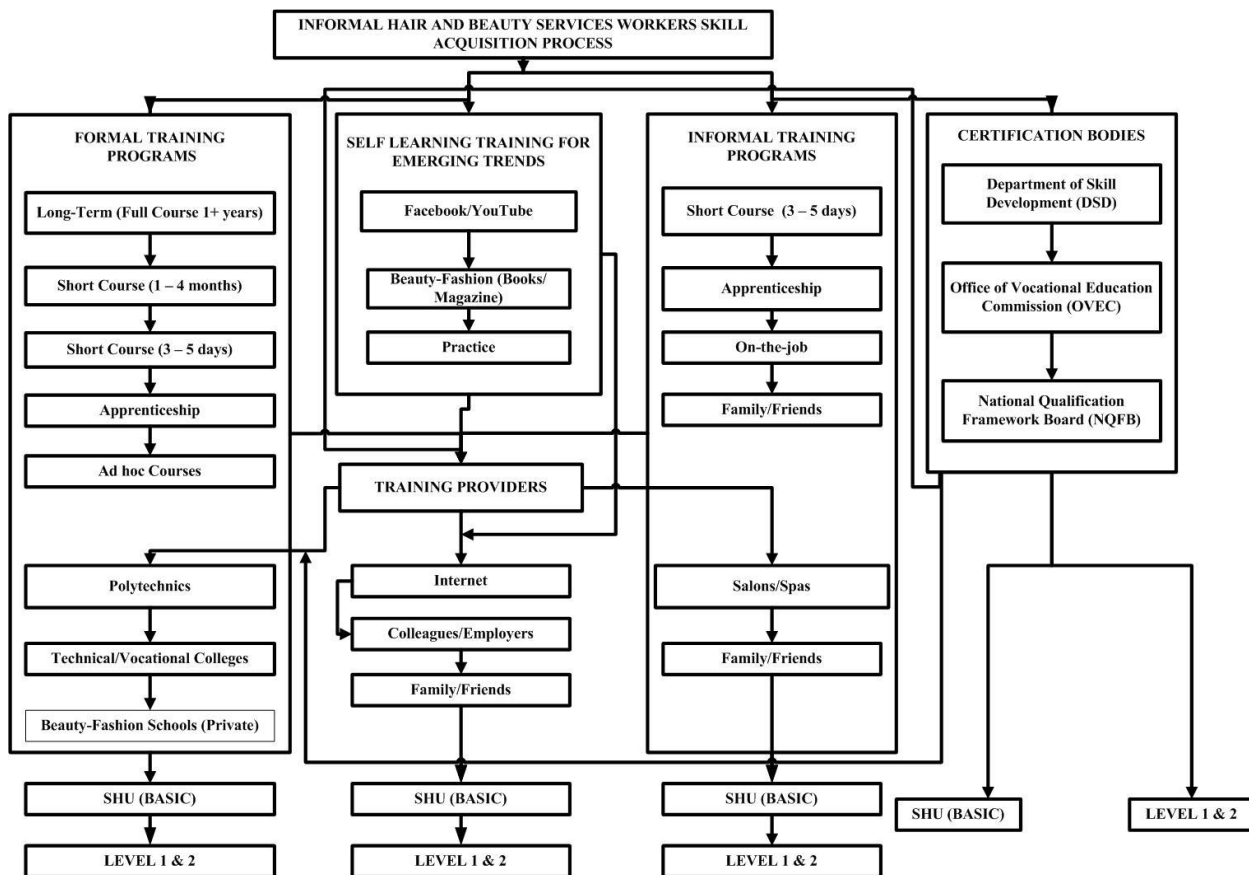 INFORMAL HAIR AND BEAUTY SERVICES WORKERS SKILL
ACQUISITION PROCESS
FORMAL TRAINING
PROGRAMS
Long-Term (Full Course 1+ years)
Short Course (1 – 4 months)
Short Course (3 – 5 days)
Apprenticeship
Ad hoc Courses
SELF LEARNING TRAINING FOR
EMERGING TRENDS
Facebook/YouTube
Beauty-Fashion (Books/
Magazine)
Practice
INFORMAL TRAINING
PROGRAMS
Short Course (3 – 5 days)
Apprenticeship
On-the-job
Family/Friends
CERTIFICATION BODIES
Department of Skill
Development (DSD)
Office of Vocational Education
Commission (OVEC)
National Qualification
Framework Board (NQFB)
TRAINING PROVIDERS
Polytechnics
Technical/Vocational Colleges
Beauty-Fashion Schools (Private)
SHU (BASIC)
LEVEL 1 & 2
Internet
Colleagues/Employers
Family/Friends
SHU (BASIC)
LEVEL 1 & 2
Salons/Spas
Family/Friends
SHU (BASIC)
LEVEL 1 & 2
SHU (BASIC)
LEVEL 1 & 2